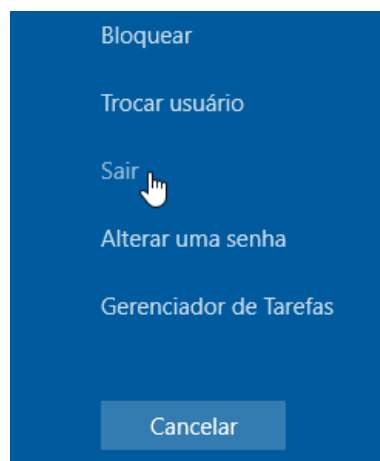 Bloquear
Trocar usuário
Sair
Alterar uma senha
Gerenciador de Tarefas
Cancelar